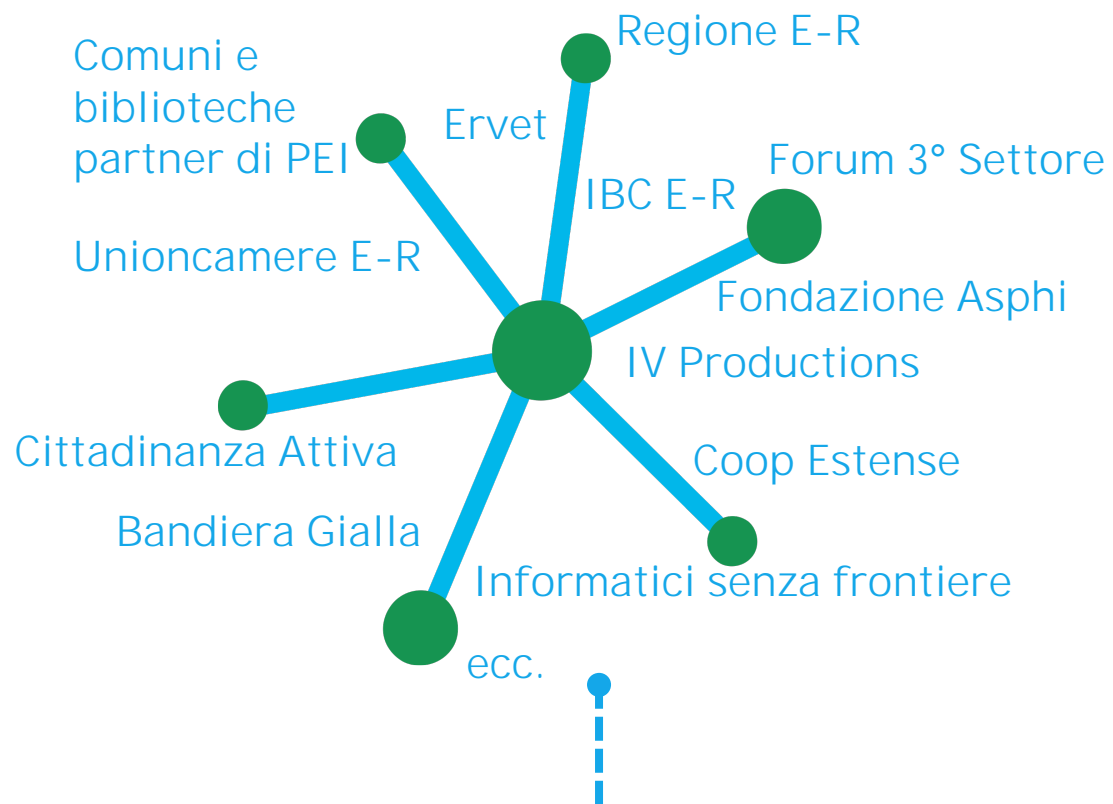 Regione E-R
Comuni e
biblioteche
partner di PEI
Ervet
Forum 3° Settore
IBC E-R
Unioncamere E-R
Fondazione Asphi
IV Productions
Cittadinanza Attiva
Coop Estense
Bandiera Gialla
Informatici senza frontiere
ecc.